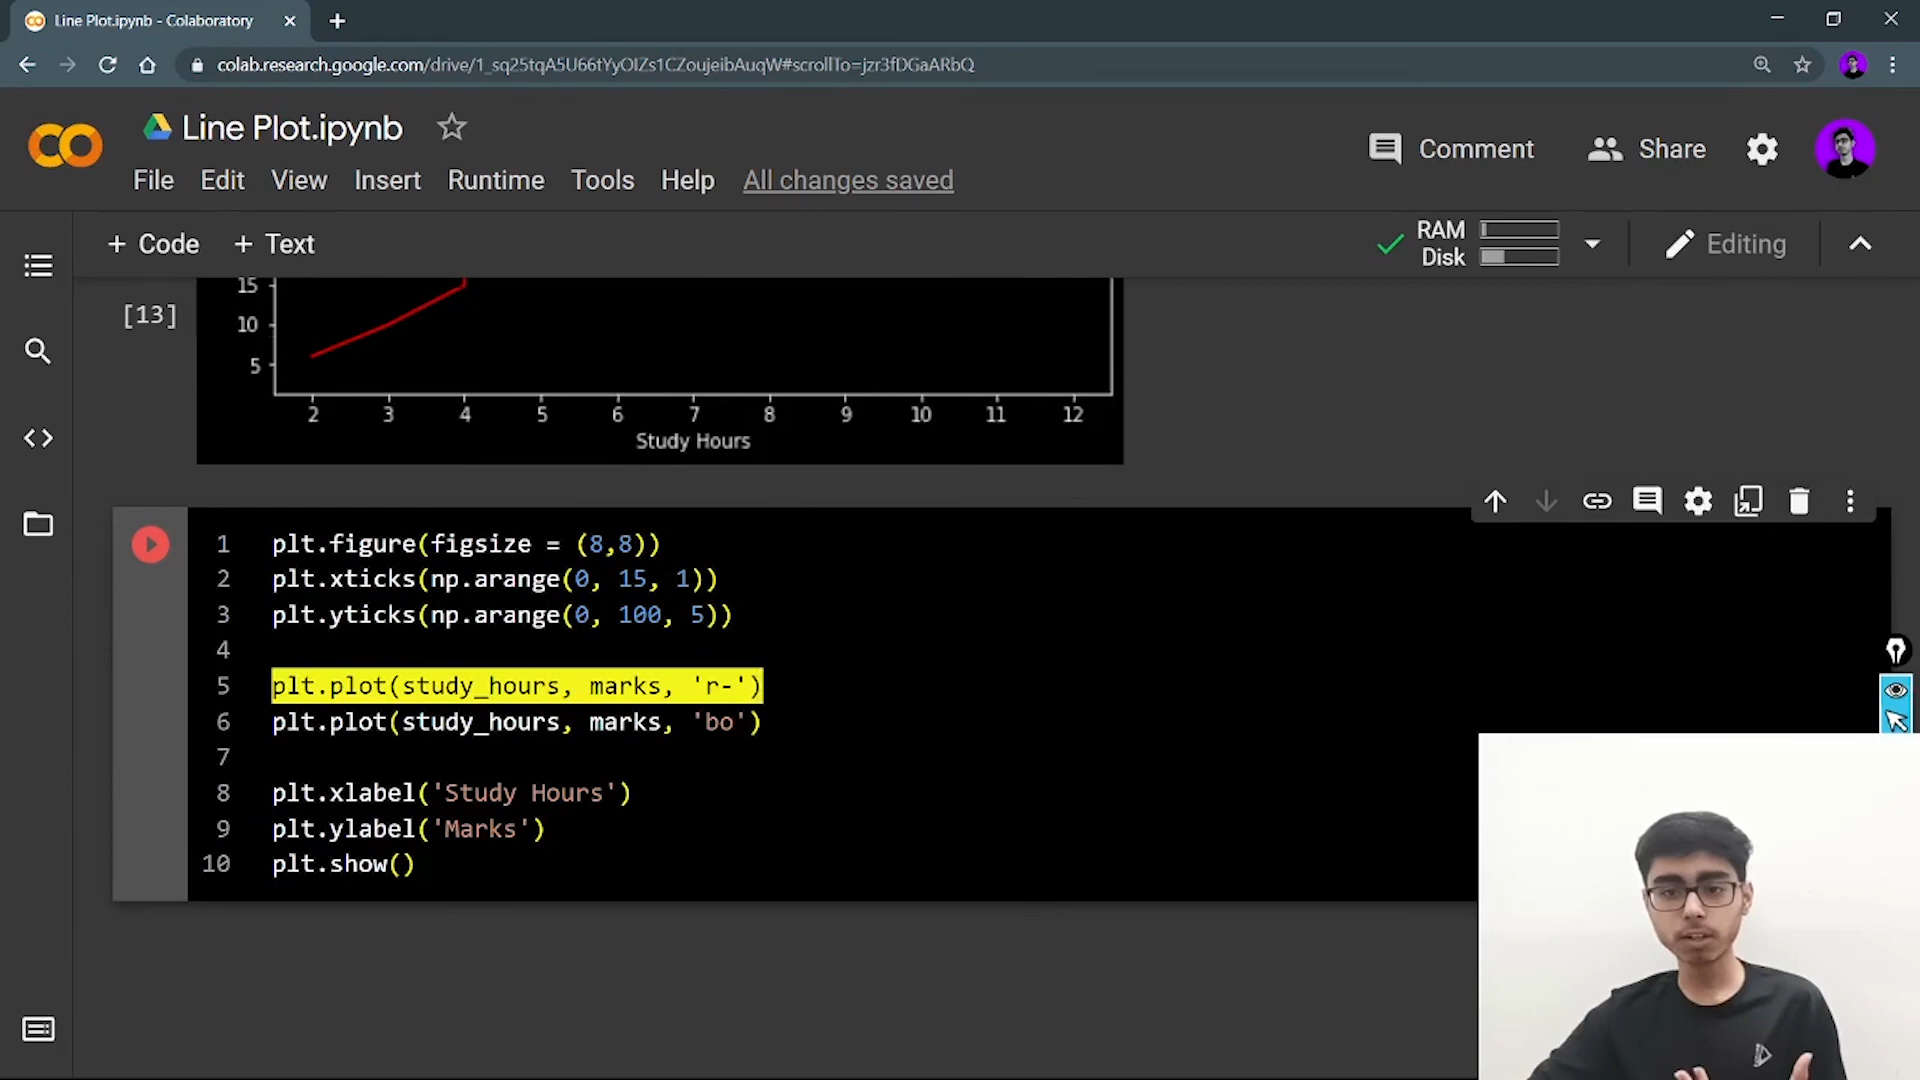 Line Plot.ipynb - Colaboratory
colab.research.google.com/drive/1_sq25tqA5U66tYyOIZs1CZoujeibAuqW#scrollTo=jzr3fDGaARbQ
Line Plot.ipynb
Comment
Share
File Edit View Insert Runtime Tools Help All changes saved
+ Code + Text
RAM
Disk
Editing
[13]
15
10
5
2 3 4 5 6 7 8 9 10 11 12
Study Hours
1 plt.figure(figsize = (8,8))
2 plt.xticks(np.arange(0, 15, 1))
3 plt.yticks(np.arange(0, 100, 5))
4
5 plt.plot(study_hours, marks, 'r-')
6 plt.plot(study_hours, marks, 'bo')
7
8 plt.xlabel('Study Hours')
9 plt.ylabel('Marks')
10 plt.show()